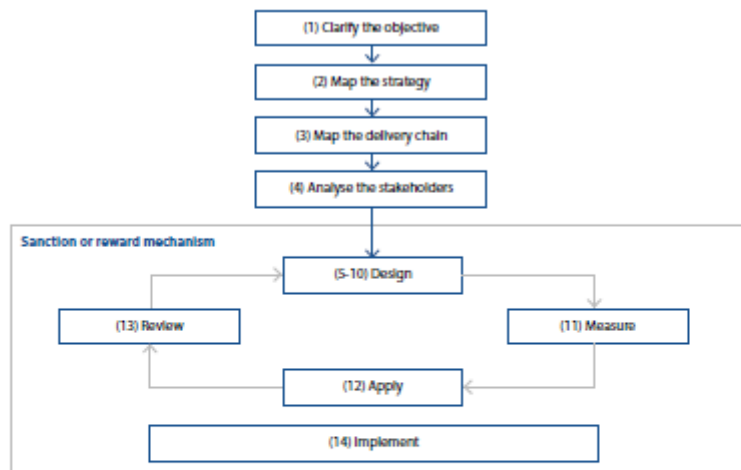 (1) Clarify the objective
(2) Map the strategy
(3) Map the delivery chain
(4) Analyse the stakeholders
Sanction or reward mechanism
(5-10) Design
(13) Review
(11) Measure
(12) Apply
(14) Implement